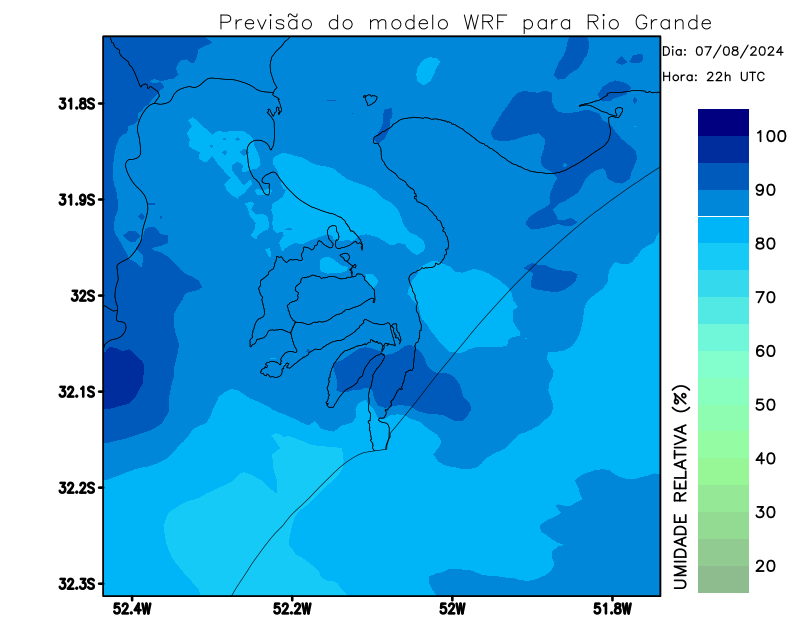 Previsão do modelo WRF para Rio Grande
Dia: 07/08/2024
Hora: 22h UTC
31.8S
31.9S
32S
32.1S
32.2S
32.3S
52.4W
52.2W
52W
51.8W
100
90
80
70
60
50
40
30
20
UMIDADE RELATIVA (%)